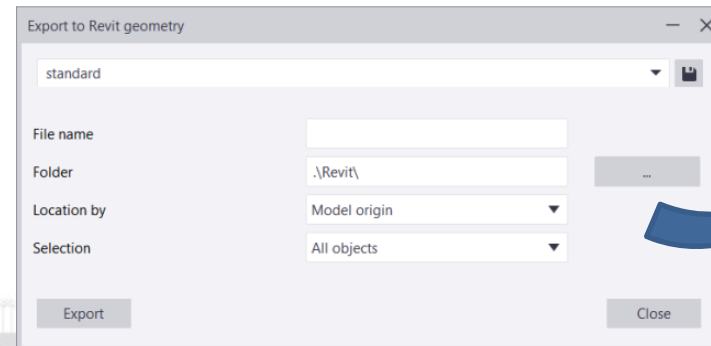 Export to Revit geometry
standard
File name
Folder .\Revit\ ...
Location by Model origin
Selection All objects
Export Close